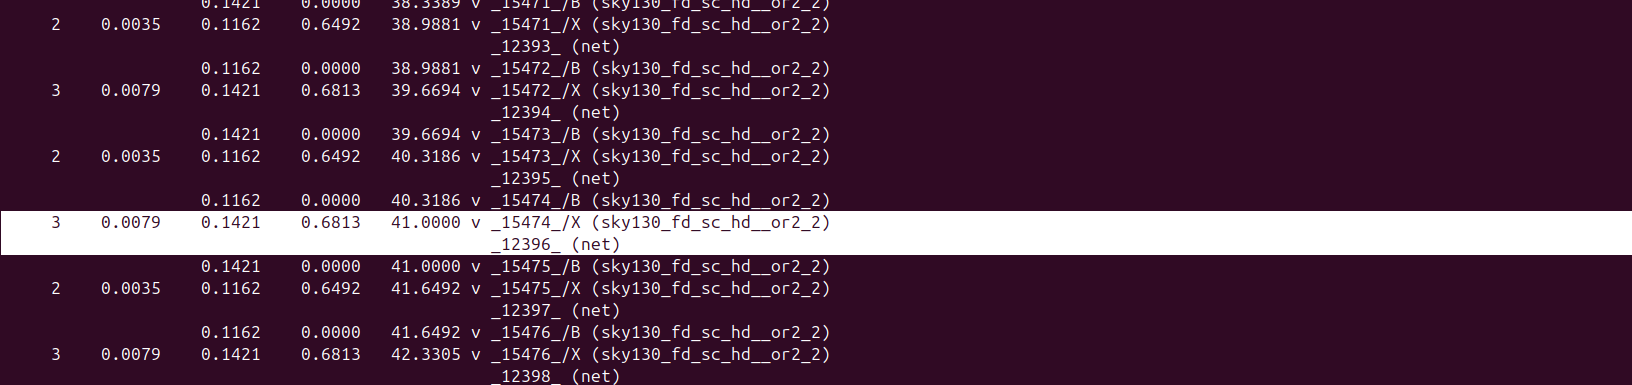 0.1421 0.0000 38.3389 v _15471_/B (sky130_fd_sc_hd__or2_2)
2 0.0035 0.1162 0.6492 38.9881 v _15471_/X (sky130_fd_sc_hd__or2_2)
_12393_ (net)
0.1162 0.0000 38.9881 v _15472_/B (sky130_fd_sc_hd__or2_2)
3 0.0079 0.1421 0.6813 39.6694 v _15472_/X (sky130_fd_sc_hd__or2_2)
_12394_ (net)
0.1421 0.0000 39.6694 v _15473_/B (sky130_fd_sc_hd__or2_2)
2 0.0035 0.1162 0.6492 40.3186 v _15473_/X (sky130_fd_sc_hd__or2_2)
_12395_ (net)
0.1162 0.0000 40.3186 v _15474_/B (sky130_fd_sc_hd__or2_2)
3 0.0079 0.1421 0.6813 41.0000 v _15474_/X (sky130_fd_sc_hd__or2_2)
_12396_ (net)
0.1421 0.0000 41.0000 v _15475_/B (sky130_fd_sc_hd__or2_2)
2 0.0035 0.1162 0.6492 41.6492 v _15475_/X (sky130_fd_sc_hd__or2_2)
_12397_ (net)
0.1162 0.0000 41.6492 v _15476_/B (sky130_fd_sc_hd__or2_2)
3 0.0079 0.1421 0.6813 42.3305 v _15476_/X (sky130_fd_sc_hd__or2_2)
_12398_ (net)